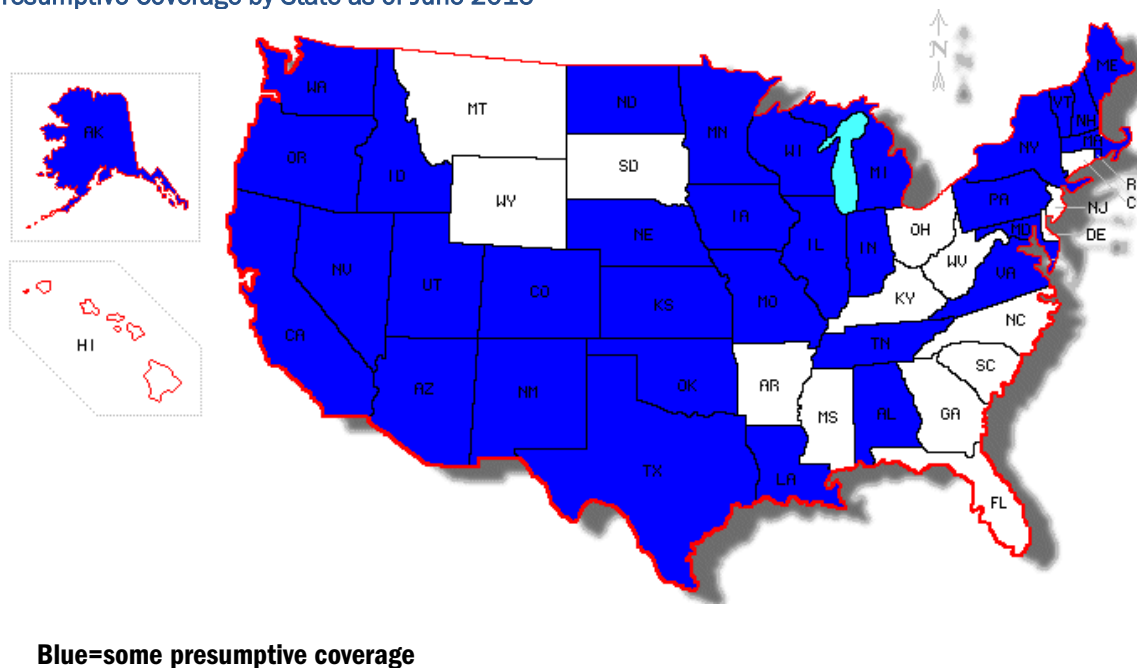 resumptive Coverage by State as of June 2018
N
WA
MT
ND
MN
ME
VT
NH
AK
OR
ID
SD
WI
MI
NY
MA
WY
R
C
IA
PA
NJ
NE
OH
MD
DE
NV
UT
CO
IL
IN
WV
VA
KS
MO
KY
CA
HI
NC
TN
AZ
NM
OK
AR
SC
MS
AL
GA
TX
LA
FL
Blue=some presumptive coverage